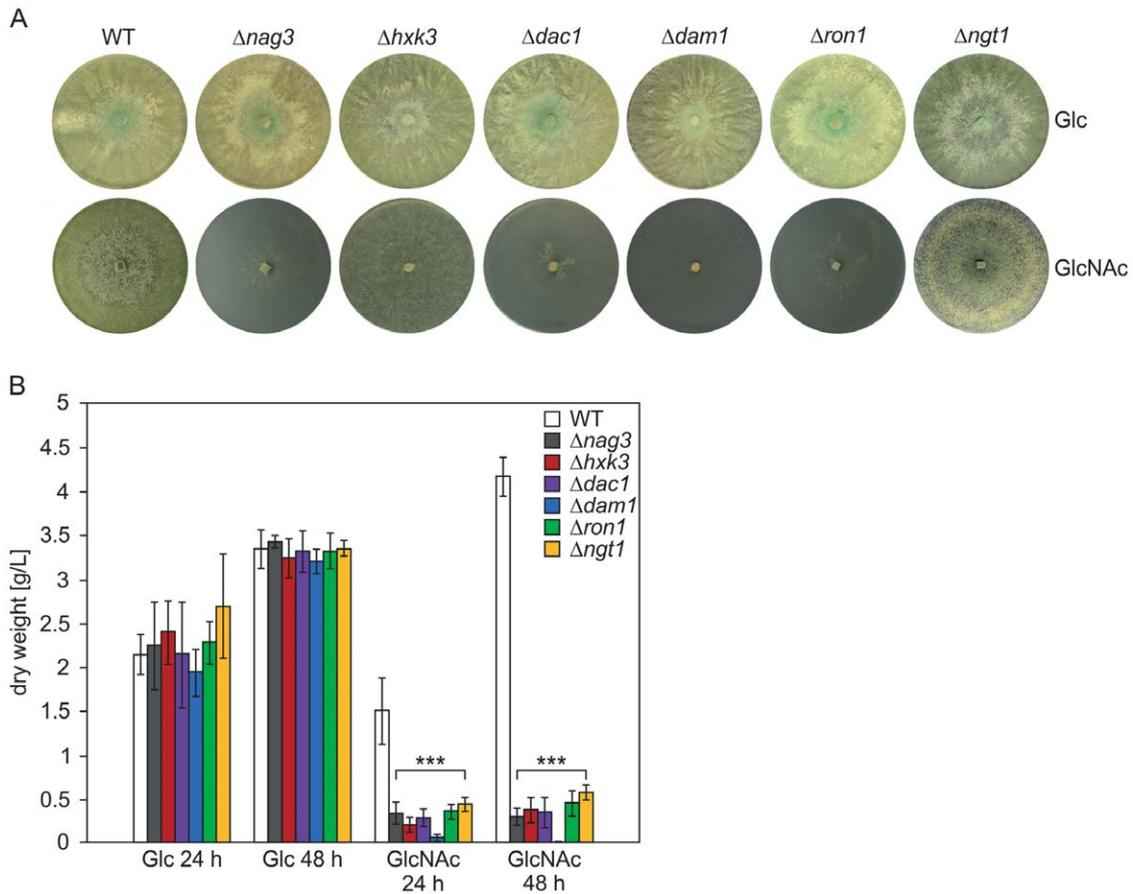 A
WT Δnag3 Δhxk3 Δdac1 Δdam1 Δron1 Δngt1
Glc
GlcNAc
B
5
4.5
4
3.5
3
2.5
2
1.5
1
0.5
0
dry weight [g/L]
WT
Δnag3
Δhxk3
Δdac1
Δdam1
Δron1
Δngt1
*** ***
Glc 24 h Glc 48 h GlcNAc GlcNAc
24 h 48 h